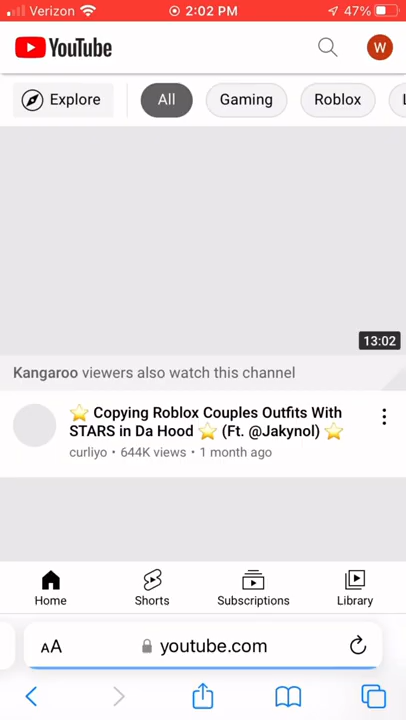 Verizon 2:02 PM 47%
YouTube W
Explore All Gaming Roblox
13:02
Kangaroo viewers also watch this channel
⭐ Copying Roblox Couples Outfits With
STARS in Da Hood ⭐ (Ft. @Jakynol) ⭐
curliyo • 644K views • 1 month ago
Home Shorts Subscriptions Library
AA youtube.com